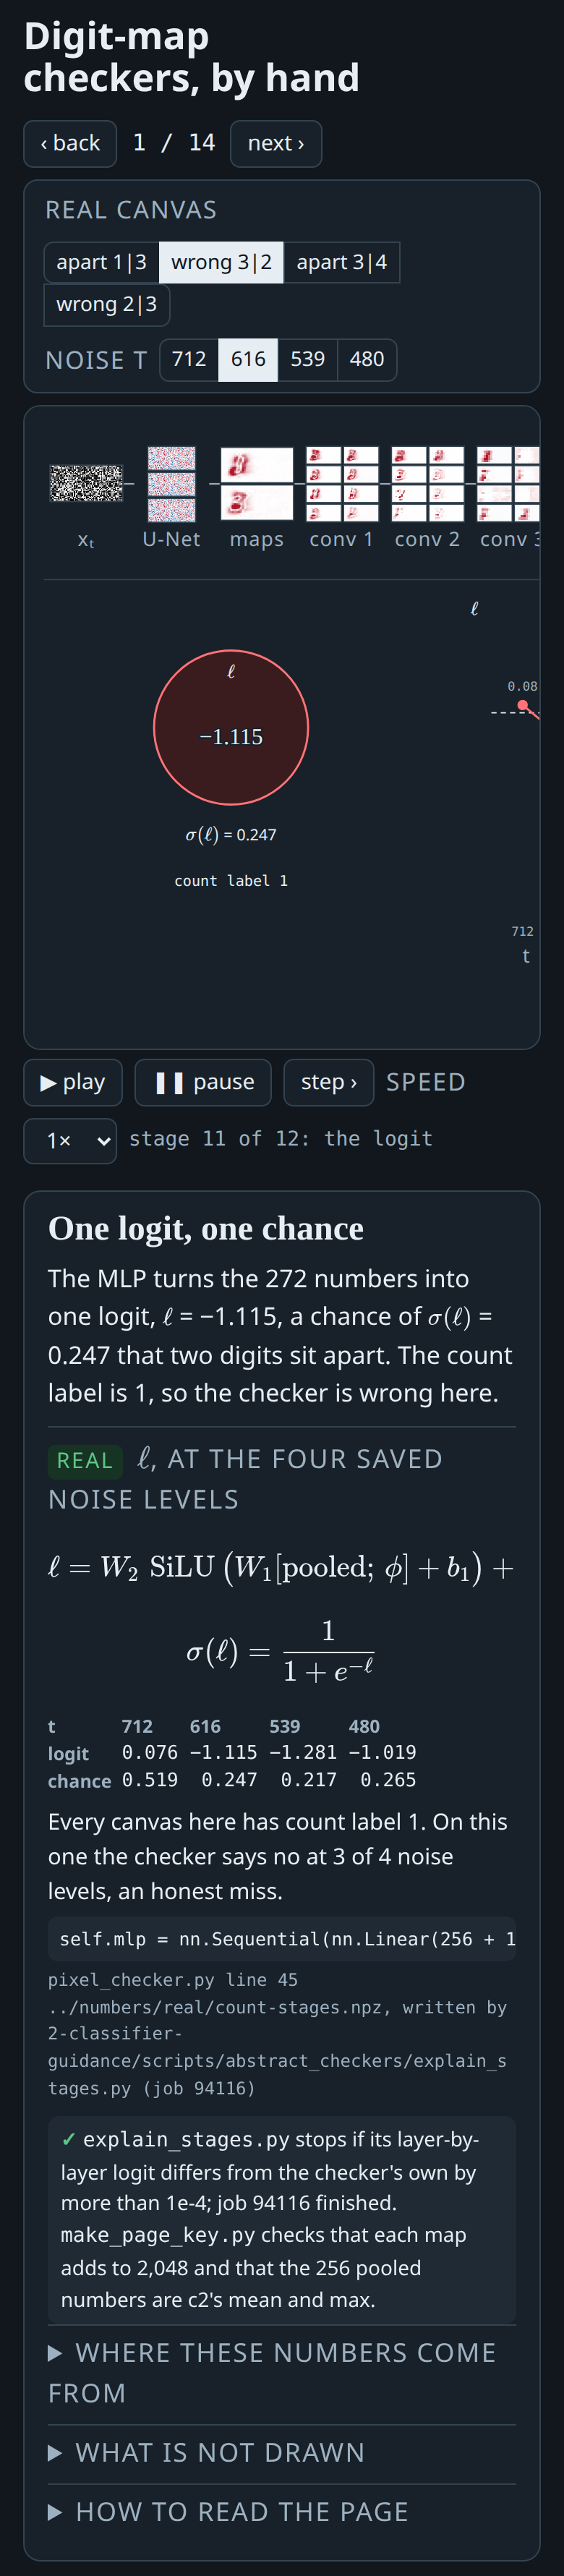 Digit-map
checkers, by hand
‹ back 1 / 14 next ›
REAL CANVAS
apart 1|3 wrong 3|2 apart 3|4
wrong 2|3
NOISE T 712 616 539 480
xₜ U-Net maps conv 1 conv 2 conv 3
ℓ
ℓ
0.08
−1.115
σ(ℓ) = 0.247
count label 1
712
t
▶ play ❚❚ pause step › SPEED
1× stage 11 of 12: the logit
One logit, one chance
The MLP turns the 272 numbers into
one logit, ℓ = −1.115, a chance of σ(ℓ) =
0.247 that two digits sit apart. The count
label is 1, so the checker is wrong here.
REAL ℓ, AT THE FOUR SAVED
NOISE LEVELS
ℓ = W₂ SiLU (W₁[pooled; ϕ] + b₁) +
σ(ℓ) = 1 / (1 + e^{−ℓ})
t 712 616 539 480
logit 0.076 −1.115 −1.281 −1.019
chance 0.519 0.247 0.217 0.265
Every canvas here has count label 1. On this
one the checker says no at 3 of 4 noise
levels, an honest miss.
self.mlp = nn.Sequential(nn.Linear(256 + 1
pixel_checker.py line 45
../numbers/real/count-stages.npz, written by
2-classifier-
guidance/scripts/abstract_checkers/explain_s
tages.py (job 94116)
✓ explain_stages.py stops if its layer-by-
layer logit differs from the checker's own by
more than 1e-4; job 94116 finished.
make_page_key.py checks that each map
adds to 2,048 and that the 256 pooled
numbers are c2's mean and max.
▶ WHERE THESE NUMBERS COME
FROM
▶ WHAT IS NOT DRAWN
▶ HOW TO READ THE PAGE